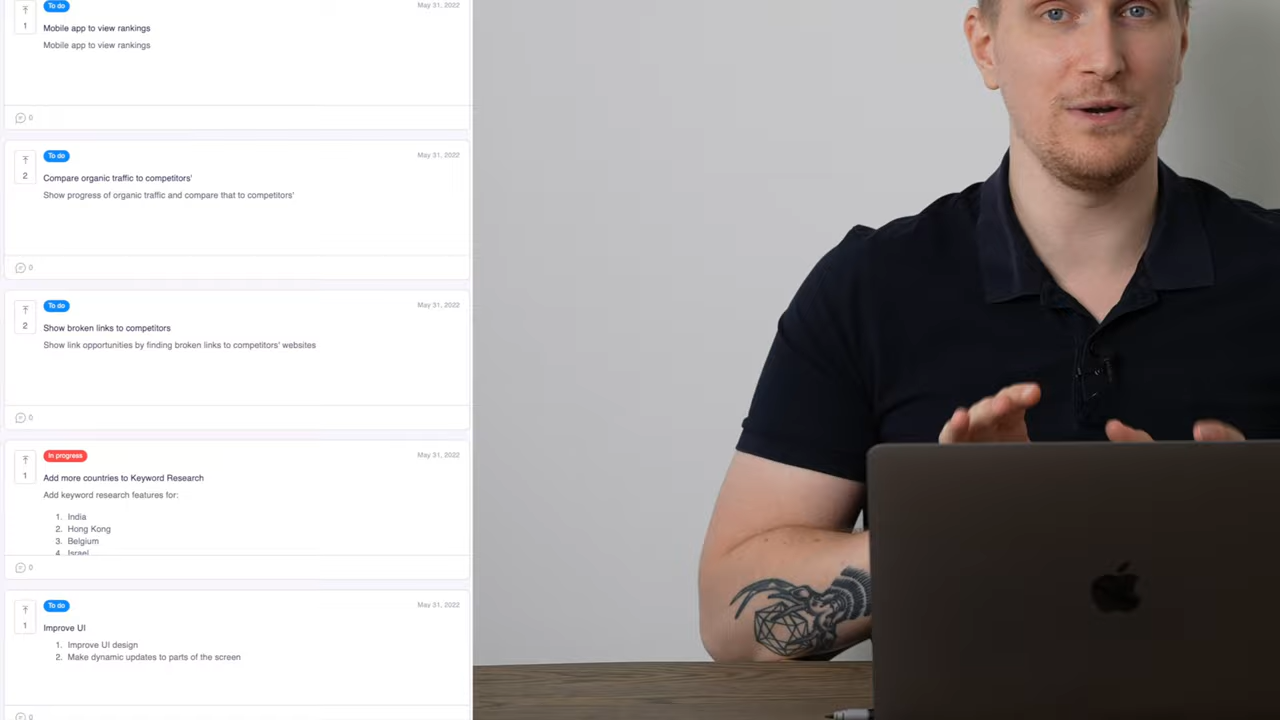 To do
May 31, 2022
1
Mobile app to view rankings
Mobile app to view rankings
0
To do
May 31, 2022
2
Compare organic traffic to competitors'
Show progress of organic traffic and compare that to competitors'
0
To do
May 31, 2022
2
Show broken links to competitors
Show link opportunities by finding broken links to competitors' websites
0
In progress
May 31, 2022
1
Add more countries to Keyword Research
Add keyword research features for:
1. India
2. Hong Kong
3. Belgium
4. Israel
0
To do
May 31, 2022
1
Improve UI
1. Improve UI design
2. Make dynamic updates to parts of the screen
0